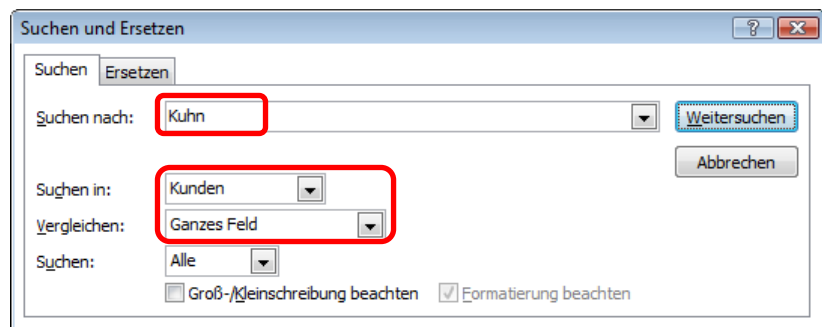 Suchen und Ersetzen
Suchen Ersetzen
Suchen nach: Kuhn Weitersuchen
Abbrechen
Suchen in: Kunden
Vergleichen: Ganzes Feld
Suchen: Alle
Groß-/Kleinschreibung beachten Formatierung beachten